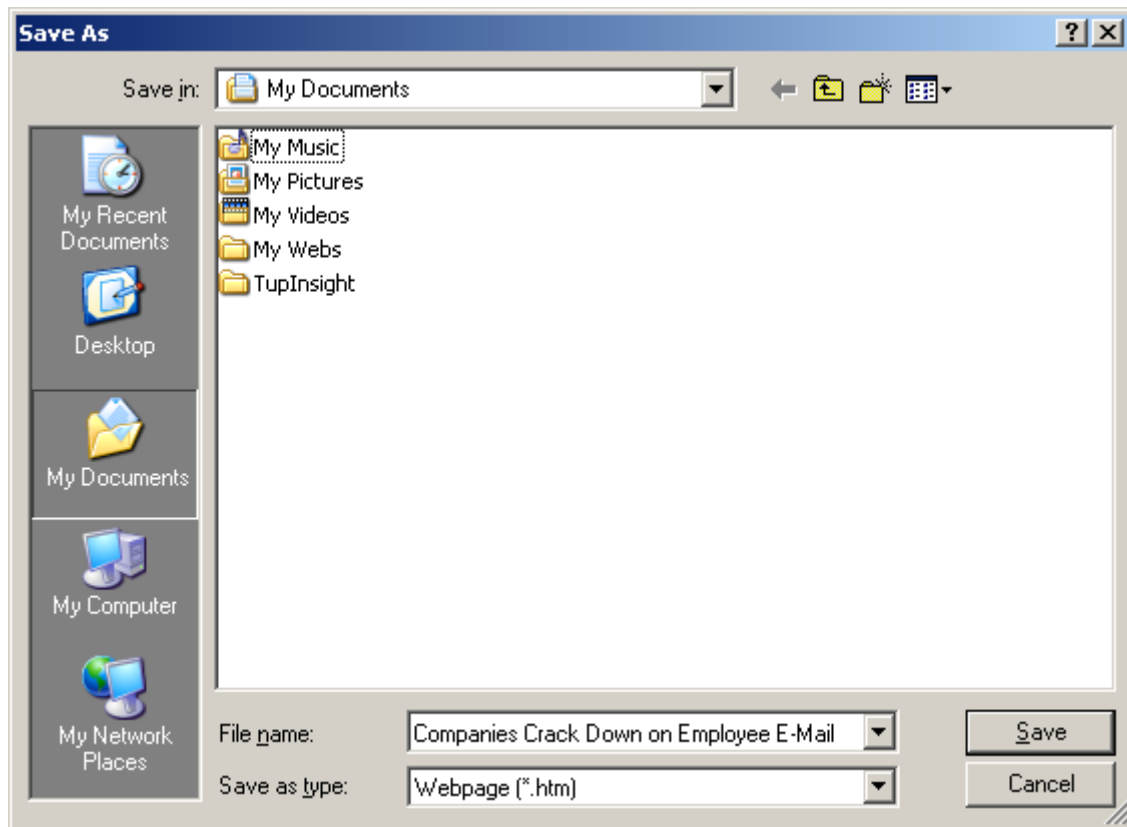 Save As
Save in:
My Documents
My Recent
Documents
Desktop
My Documents
My Computer
My Network
Places
My Music
My Pictures
My Videos
My Webs
TupInsight
File name:
Companies Crack Down on Employee E-Mail
Save
Save as type:
Webpage (*.htm)
Cancel